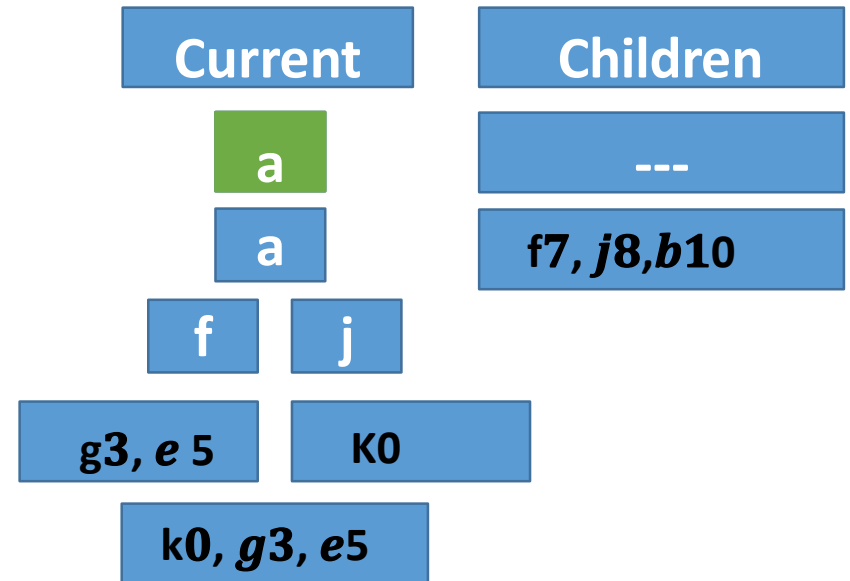 Current Children
a ---
a f7, j8,b10
f j
g3, e 5 K0
k0, g3, e5